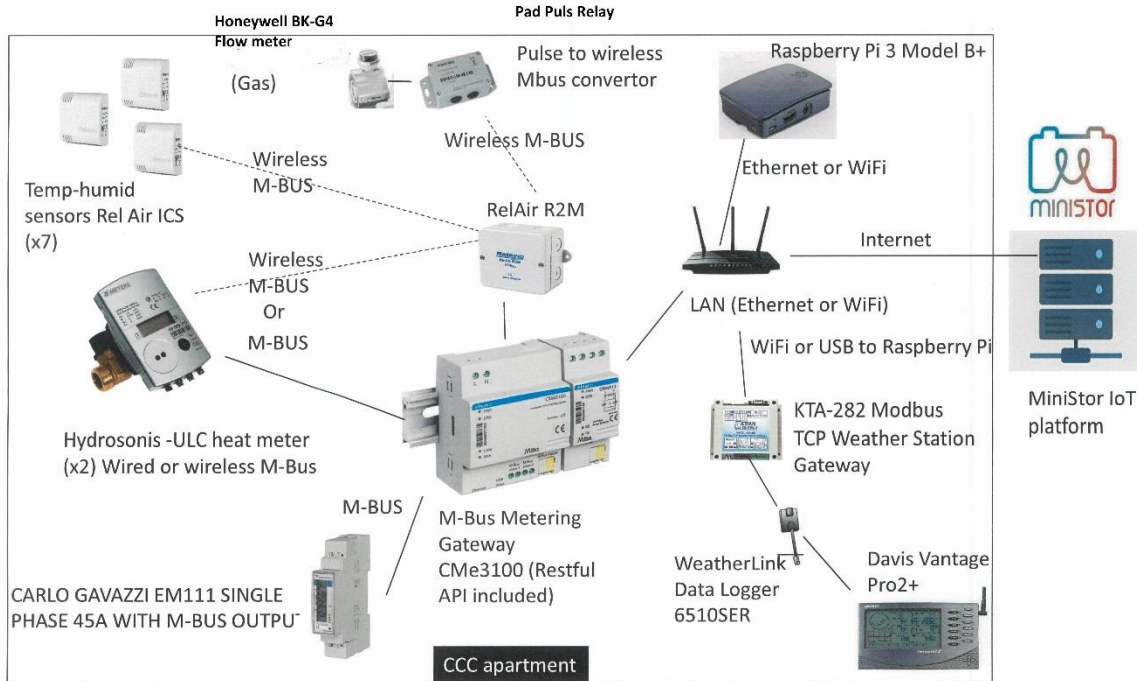 Honeywell BK-G4
Flow meter
Pad Puls Relay
(Gas)
Pulse to wireless
Mbus convertor
Raspberry Pi 3 Model B+
Wireless M-BUS
Ethernet or WiFi
Wireless
M-BUS
Temp-humid
sensors Rel Air ICS
(x7)
RelAir R2M
MINISTOR
Internet
Wireless
M-BUS
Or
M-BUS
LAN (Ethernet or WiFi)
WiFi or USB to Raspberry Pi
MiniStor IoT
platform
KTA-282 Modbus
TCP Weather Station
Gateway
Hydrosonis -ULC heat meter
(x2) Wired or wireless M-Bus
M-BUS
M-Bus Metering
Gateway
CMe3100 (Restful
API included)
WeatherLink
Data Logger
6510SER
Davis Vantage
Pro2+
CARLO GAVAZZI EM111 SINGLE
PHASE 45A WITH M-BUS OUTPU
CCC apartment